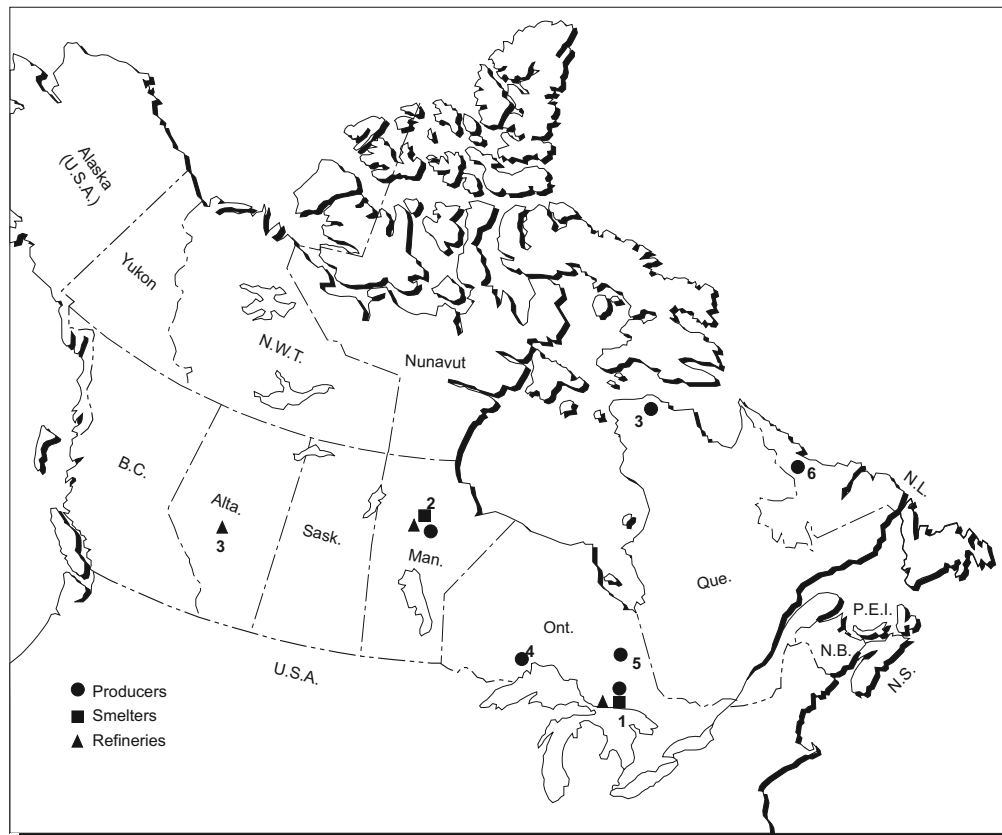 Alaska
(U.S.A.)
Yukon
N.W.T.
Nunavut
B.C.
Alta.
3
Sask.
2
Man.
3
6
N.L.
Que.
Ont.
4
5
1
P.E.I.
N.B.
N.S.
U.S.A.
Producers
Smelters
Refineries